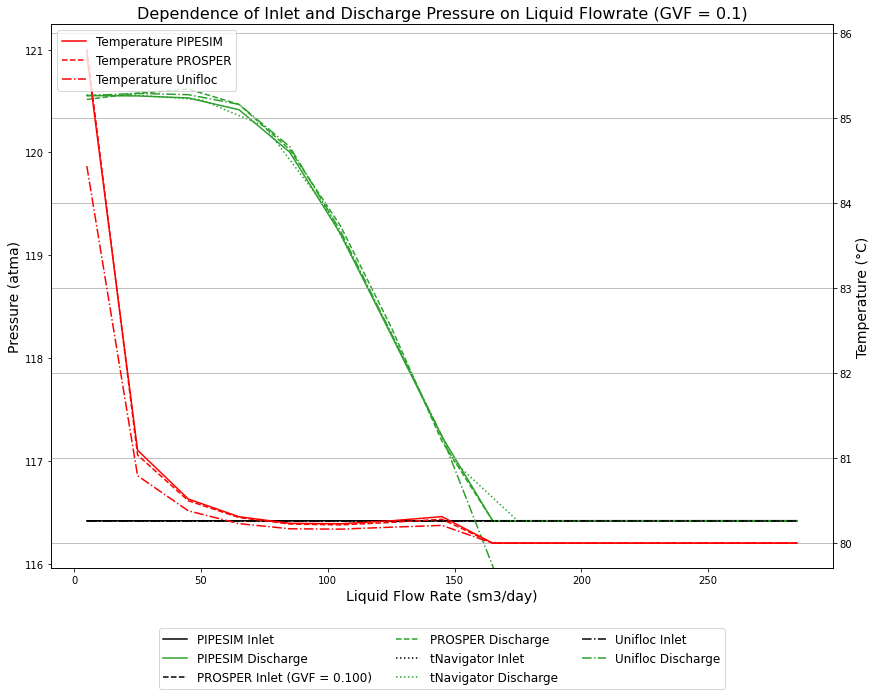 Dependence of Inlet and Discharge Pressure on Liquid Flowrate (GVF = 0.1)
Temperature PIPESIM
Temperature PROSPER
Temperature Unifloc
121
120
119
118
117
116
Pressure (atma)
86
85
84
83
82
81
80
Temperature (°C)
0 50 100 150 200 250
Liquid Flow Rate (sm3/day)
PIPESIM Inlet
PIPESIM Discharge
PROSPER Inlet (GVF = 0.100)
PROSPER Discharge
tNavigator Inlet
tNavigator Discharge
Unifloc Inlet
Unifloc Discharge